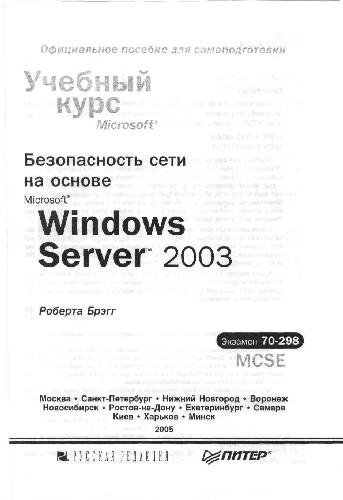 Официальное пособие для самоподготовки
Учебный
курс
Microsoft®
Безопасность сети
на основе
Microsoft®
Windows
Server™ 2003
Роберта Брэгг
Экзамен 70-298
MCSE
Москва • Санкт-Петербург • Нижний Новгород • Воронеж
Новосибирск • Ростов-на-Дону • Екатеринбург • Самара
Киев • Харьков • Минск
2005
РУССКАЯ РЕДАКЦИЯ ПИТЕР